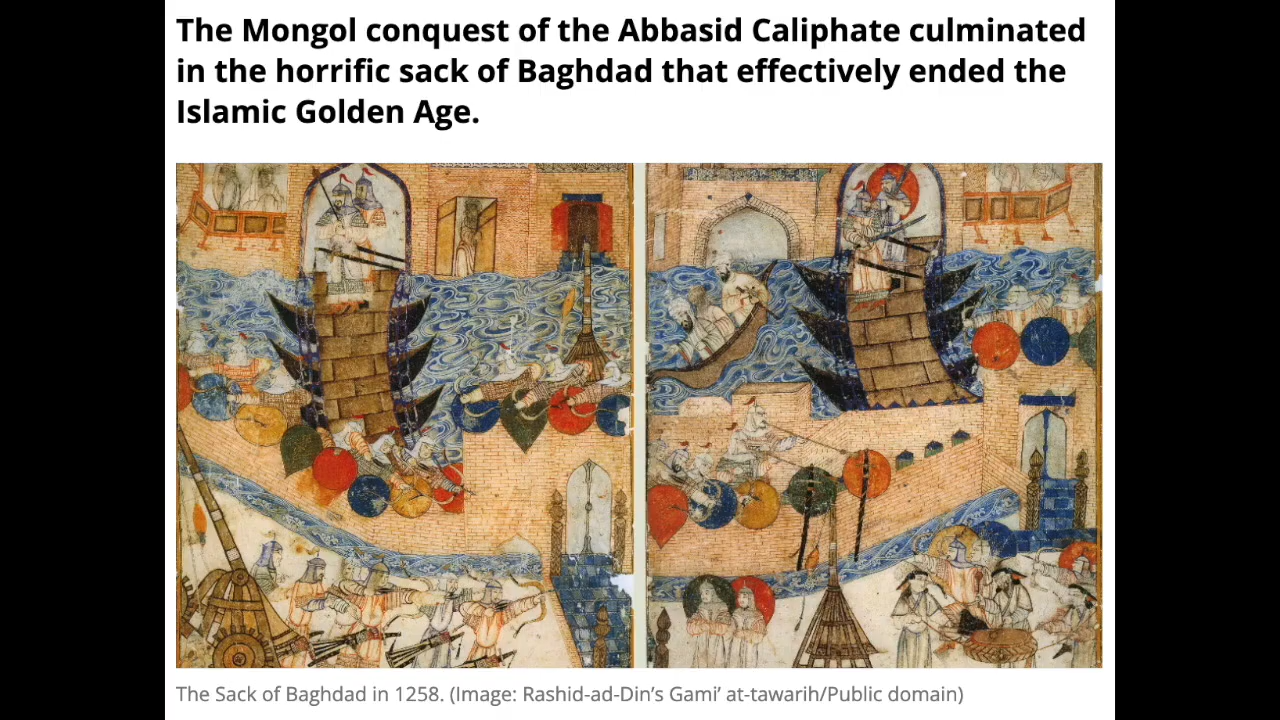 The Mongol conquest of the Abbasid Caliphate culminated
in the horrific sack of Baghdad that effectively ended the
Islamic Golden Age.
The Sack of Baghdad in 1258. (Image: Rashid-ad-Din’s Gami’ at-tawarih/Public domain)